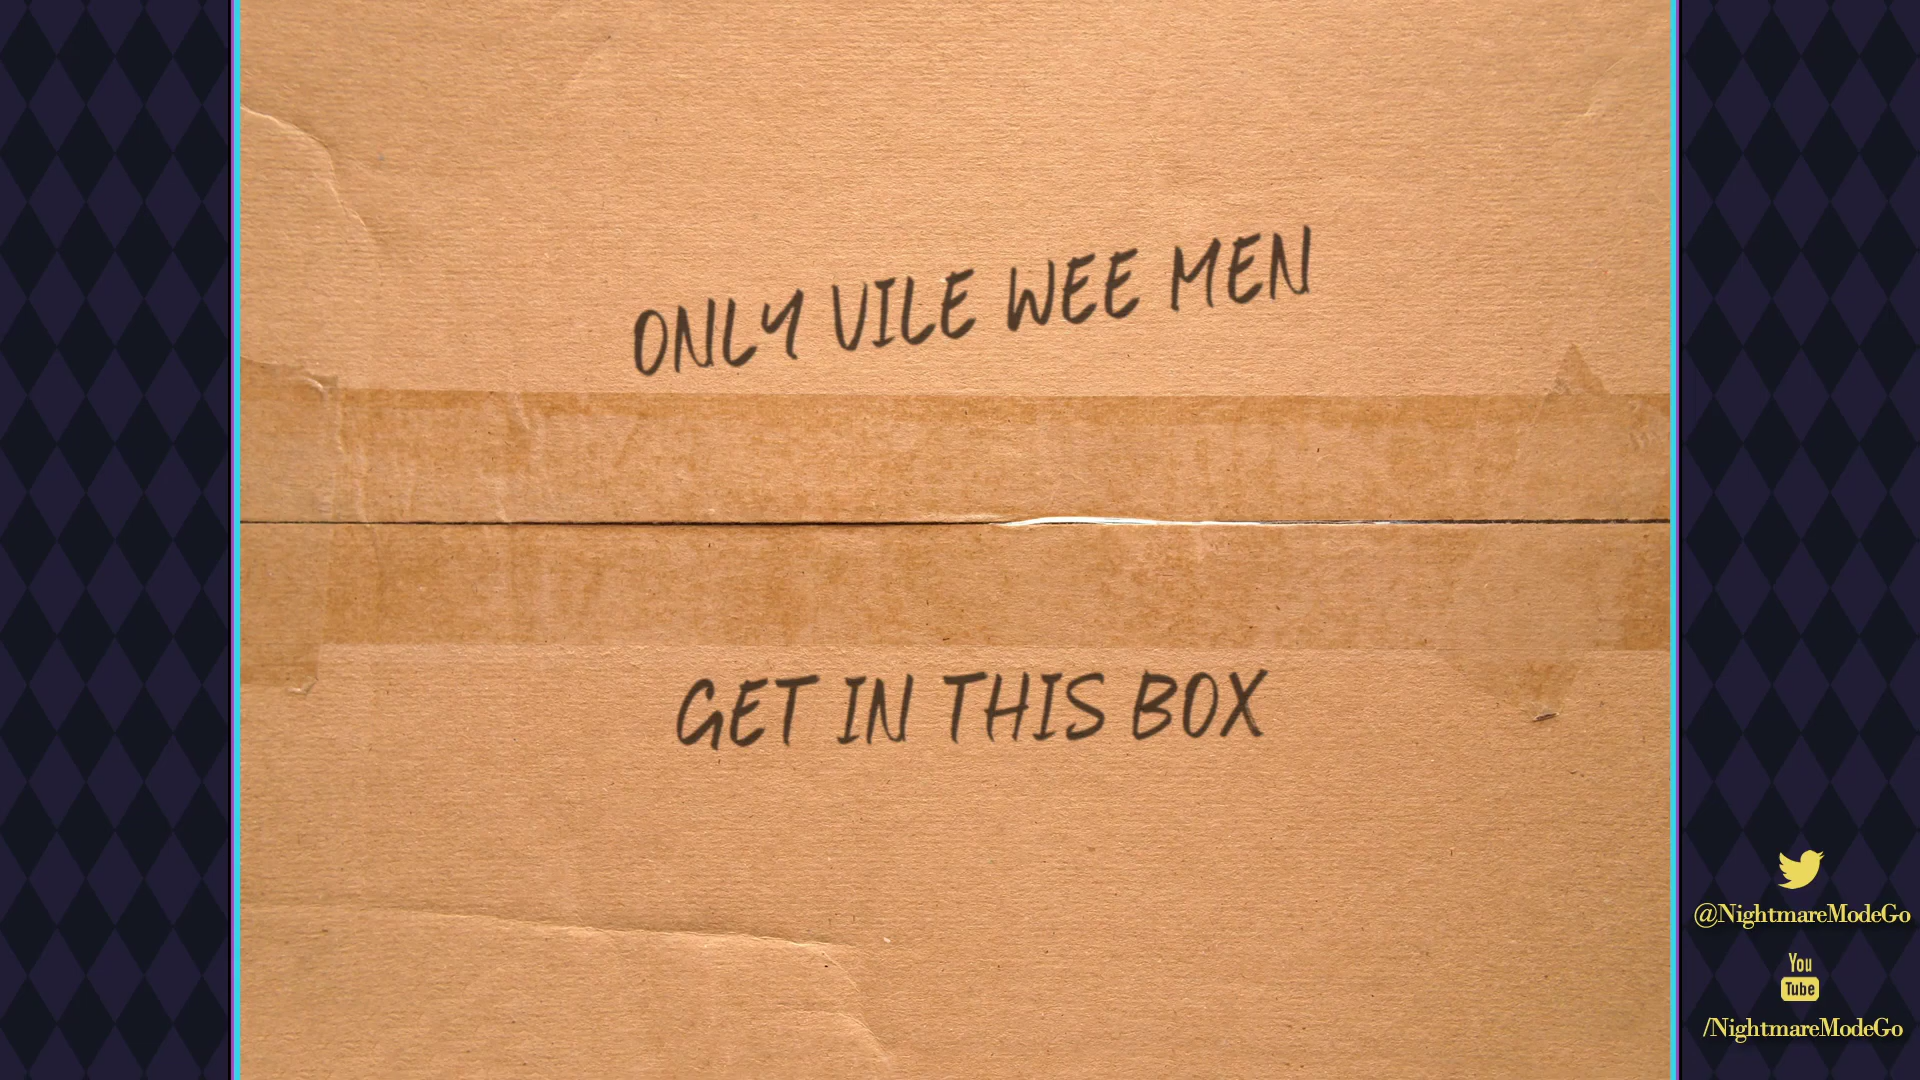 ONLY VILE WEE MEN
GET IN THIS BOX
@NightmareModeGo
You
Tube
/NightmareModeGo